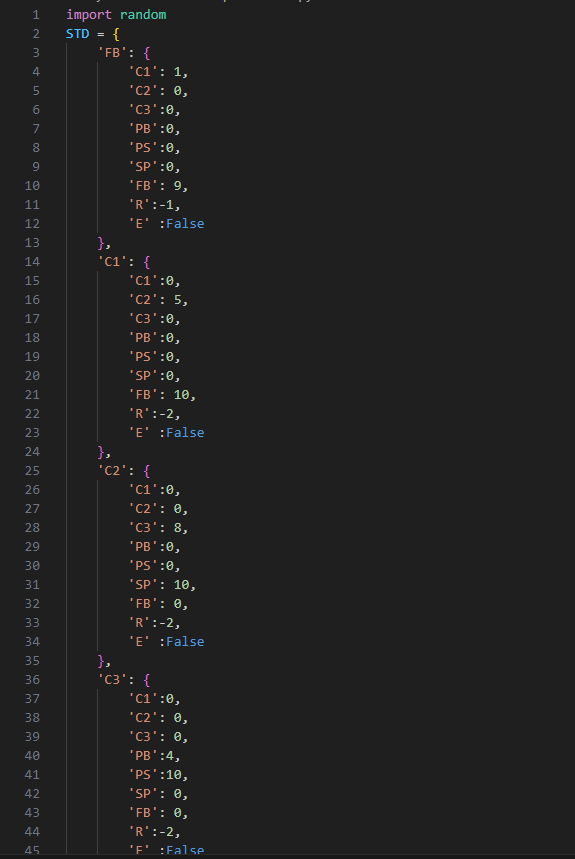 1 import random
2 STD = {
3 'FB': {
4 'C1': 1,
5 'C2': 0,
6 'C3':0,
7 'PB':0,
8 'PS':0,
9 'SP':0,
10 'FB': 9,
11 'R':-1,
12 'E' :False
13 },
14 'C1': {
15 'C1':0,
16 'C2': 5,
17 'C3':0,
18 'PB':0,
19 'PS':0,
20 'SP':0,
21 'FB': 10,
22 'R':-2,
23 'E' :False
24 },
25 'C2': {
26 'C1':0,
27 'C2': 0,
28 'C3': 8,
29 'PB':0,
30 'PS':0,
31 'SP': 10,
32 'FB': 0,
33 'R':-2,
34 'E' :False
35 },
36 'C3': {
37 'C1':0,
38 'C2': 0,
39 'C3': 0,
40 'PB':4,
41 'PS':10,
42 'SP': 0,
43 'FB': 0,
44 'R':-2,
45 'E' :False